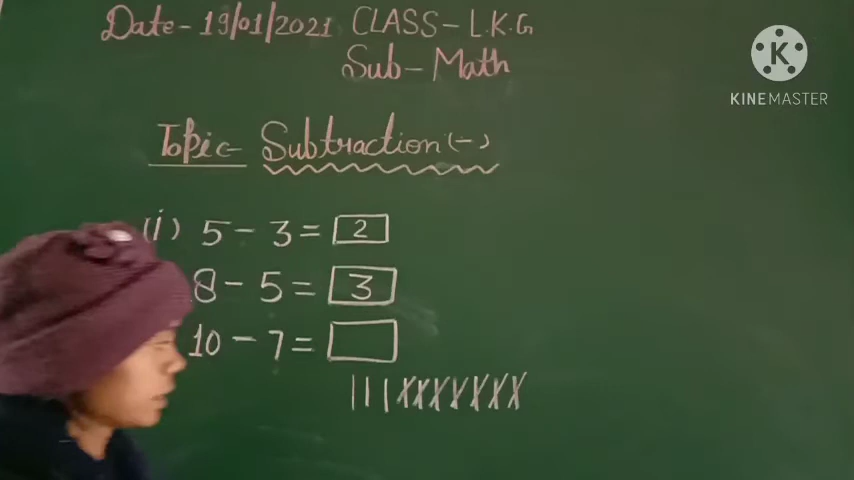 Date- 19/01/2021 CLASS- L.K.G
Sub- Math
K
KINEMASTER
Topic- Subtraction (-)
(i) 5 - 3 = 2
8 - 5 = 3
10 - 7 =